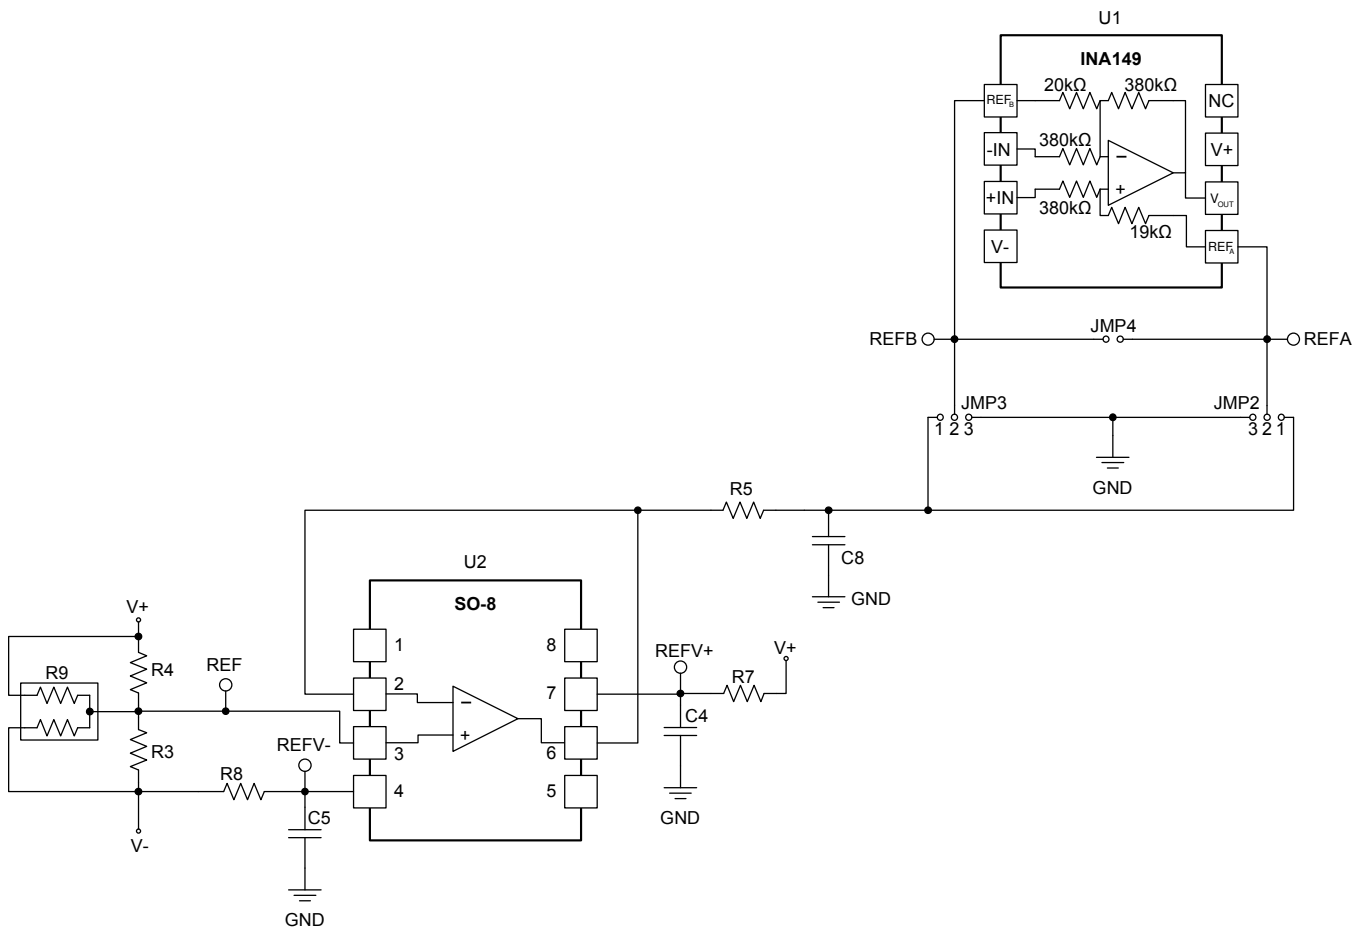 U1
INA149
20kΩ 380kΩ
REFB NC
-IN 380kΩ V+
+IN 380kΩ VOUT
19kΩ
V- REFA
REFB JMP4 REFA
JMP3 JMP2
1 2 3 3 2 1
GND
R5
C8
GND
U2
SO-8
V+
R9 R4 REF
1 8 REFV+ V+
2 7 R7
C4
R3 REFV- 3 6
R8 4 5
C5 GND
V-
GND